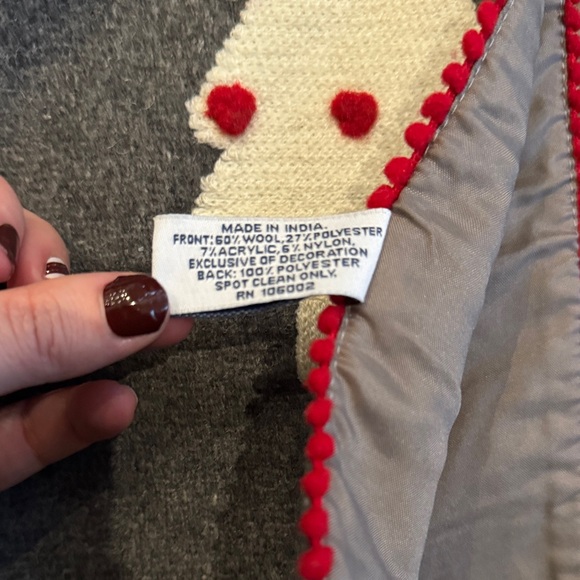 MADE IN INDIA.
FRONT: 60% WOOL, 27% POLYESTER
7% ACRYLIC, 6% NYLON,
EXCLUSIVE OF DECORATION
BACK: 100% POLYESTER
SPOT CLEAN ONLY.
RN 106002